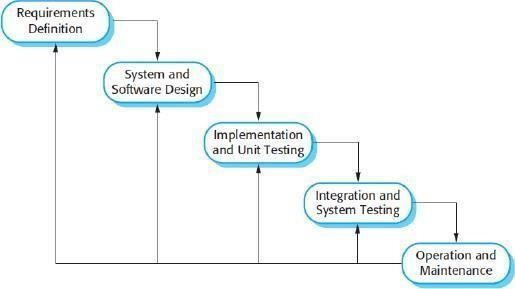 Requirements
Definition
System and
Software Design
Implementation
and Unit Testing
Integration and
System Testing
Operation and
Maintenance